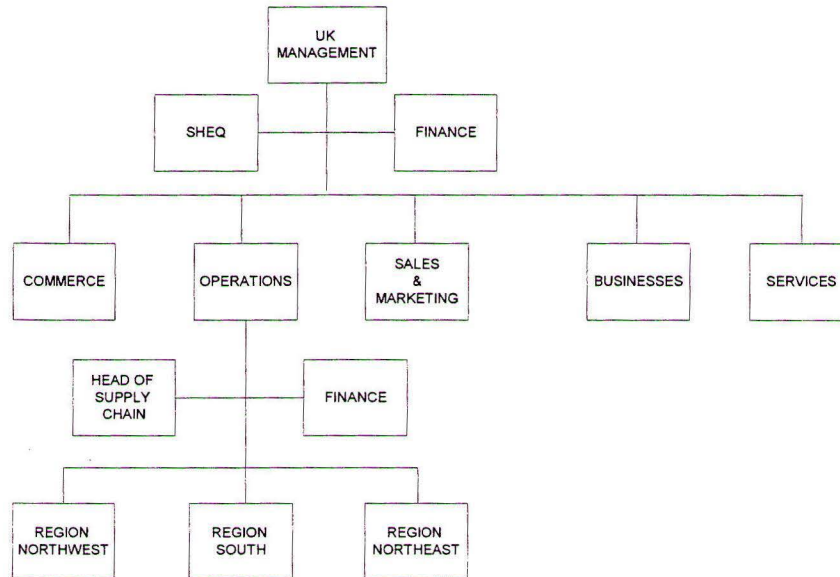 UK
MANAGEMENT
SHEQ
FINANCE
COMMERCE
OPERATIONS
SALES
&
MARKETING
BUSINESSES
SERVICES
HEAD OF
SUPPLY
CHAIN
FINANCE
REGION
NORTHWEST
REGION
SOUTH
REGION
NORTHEAST